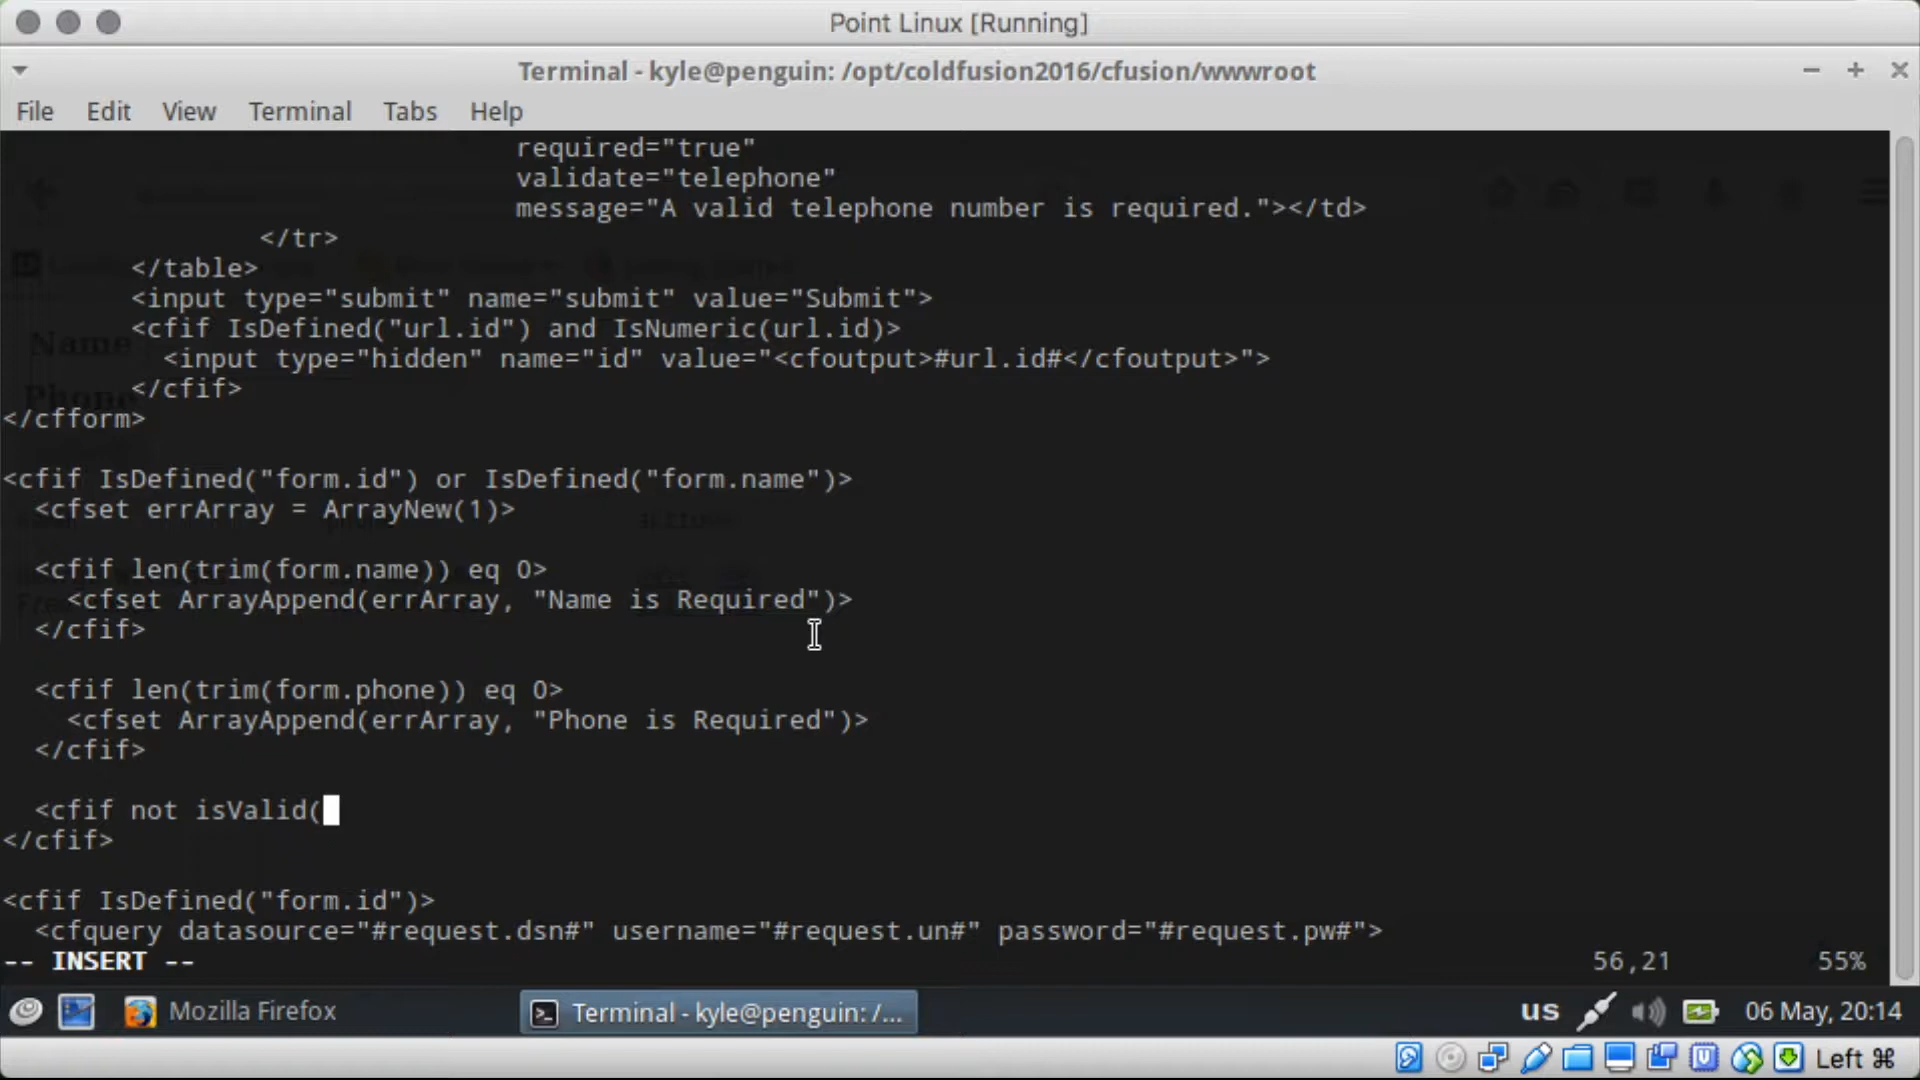 Point Linux [Running]
Terminal - kyle@penguin: /opt/coldfusion2016/cfusion/wwwroot
File Edit View Terminal Tabs Help
required="true"
validate="telephone"
message="A valid telephone number is required."></td>
</tr>
</table>
<input type="submit" name="submit" value="Submit">
<cfif IsDefined("url.id") and IsNumeric(url.id)>
<input type="hidden" name="id" value="<cfoutput>#url.id#</cfoutput>">
</cfif>
</cfform>
<cfif IsDefined("form.id") or IsDefined("form.name")>
<cfset errArray = ArrayNew(1)>
<cfif len(trim(form.name)) eq 0>
<cfset ArrayAppend(errArray, "Name is Required")>
</cfif>
<cfif len(trim(form.phone)) eq 0>
<cfset ArrayAppend(errArray, "Phone is Required")>
</cfif>
<cfif not isValid(
</cfif>
<cfif IsDefined("form.id")>
<cfquery datasource="#request.dsn#" username="#request.un#" password="#request.pw#">
-- INSERT -- 56,21 55%
Name
Phone
Mozilla Firefox Terminal - kyle@penguin: /... us 06 May, 20:14
Left ⌘